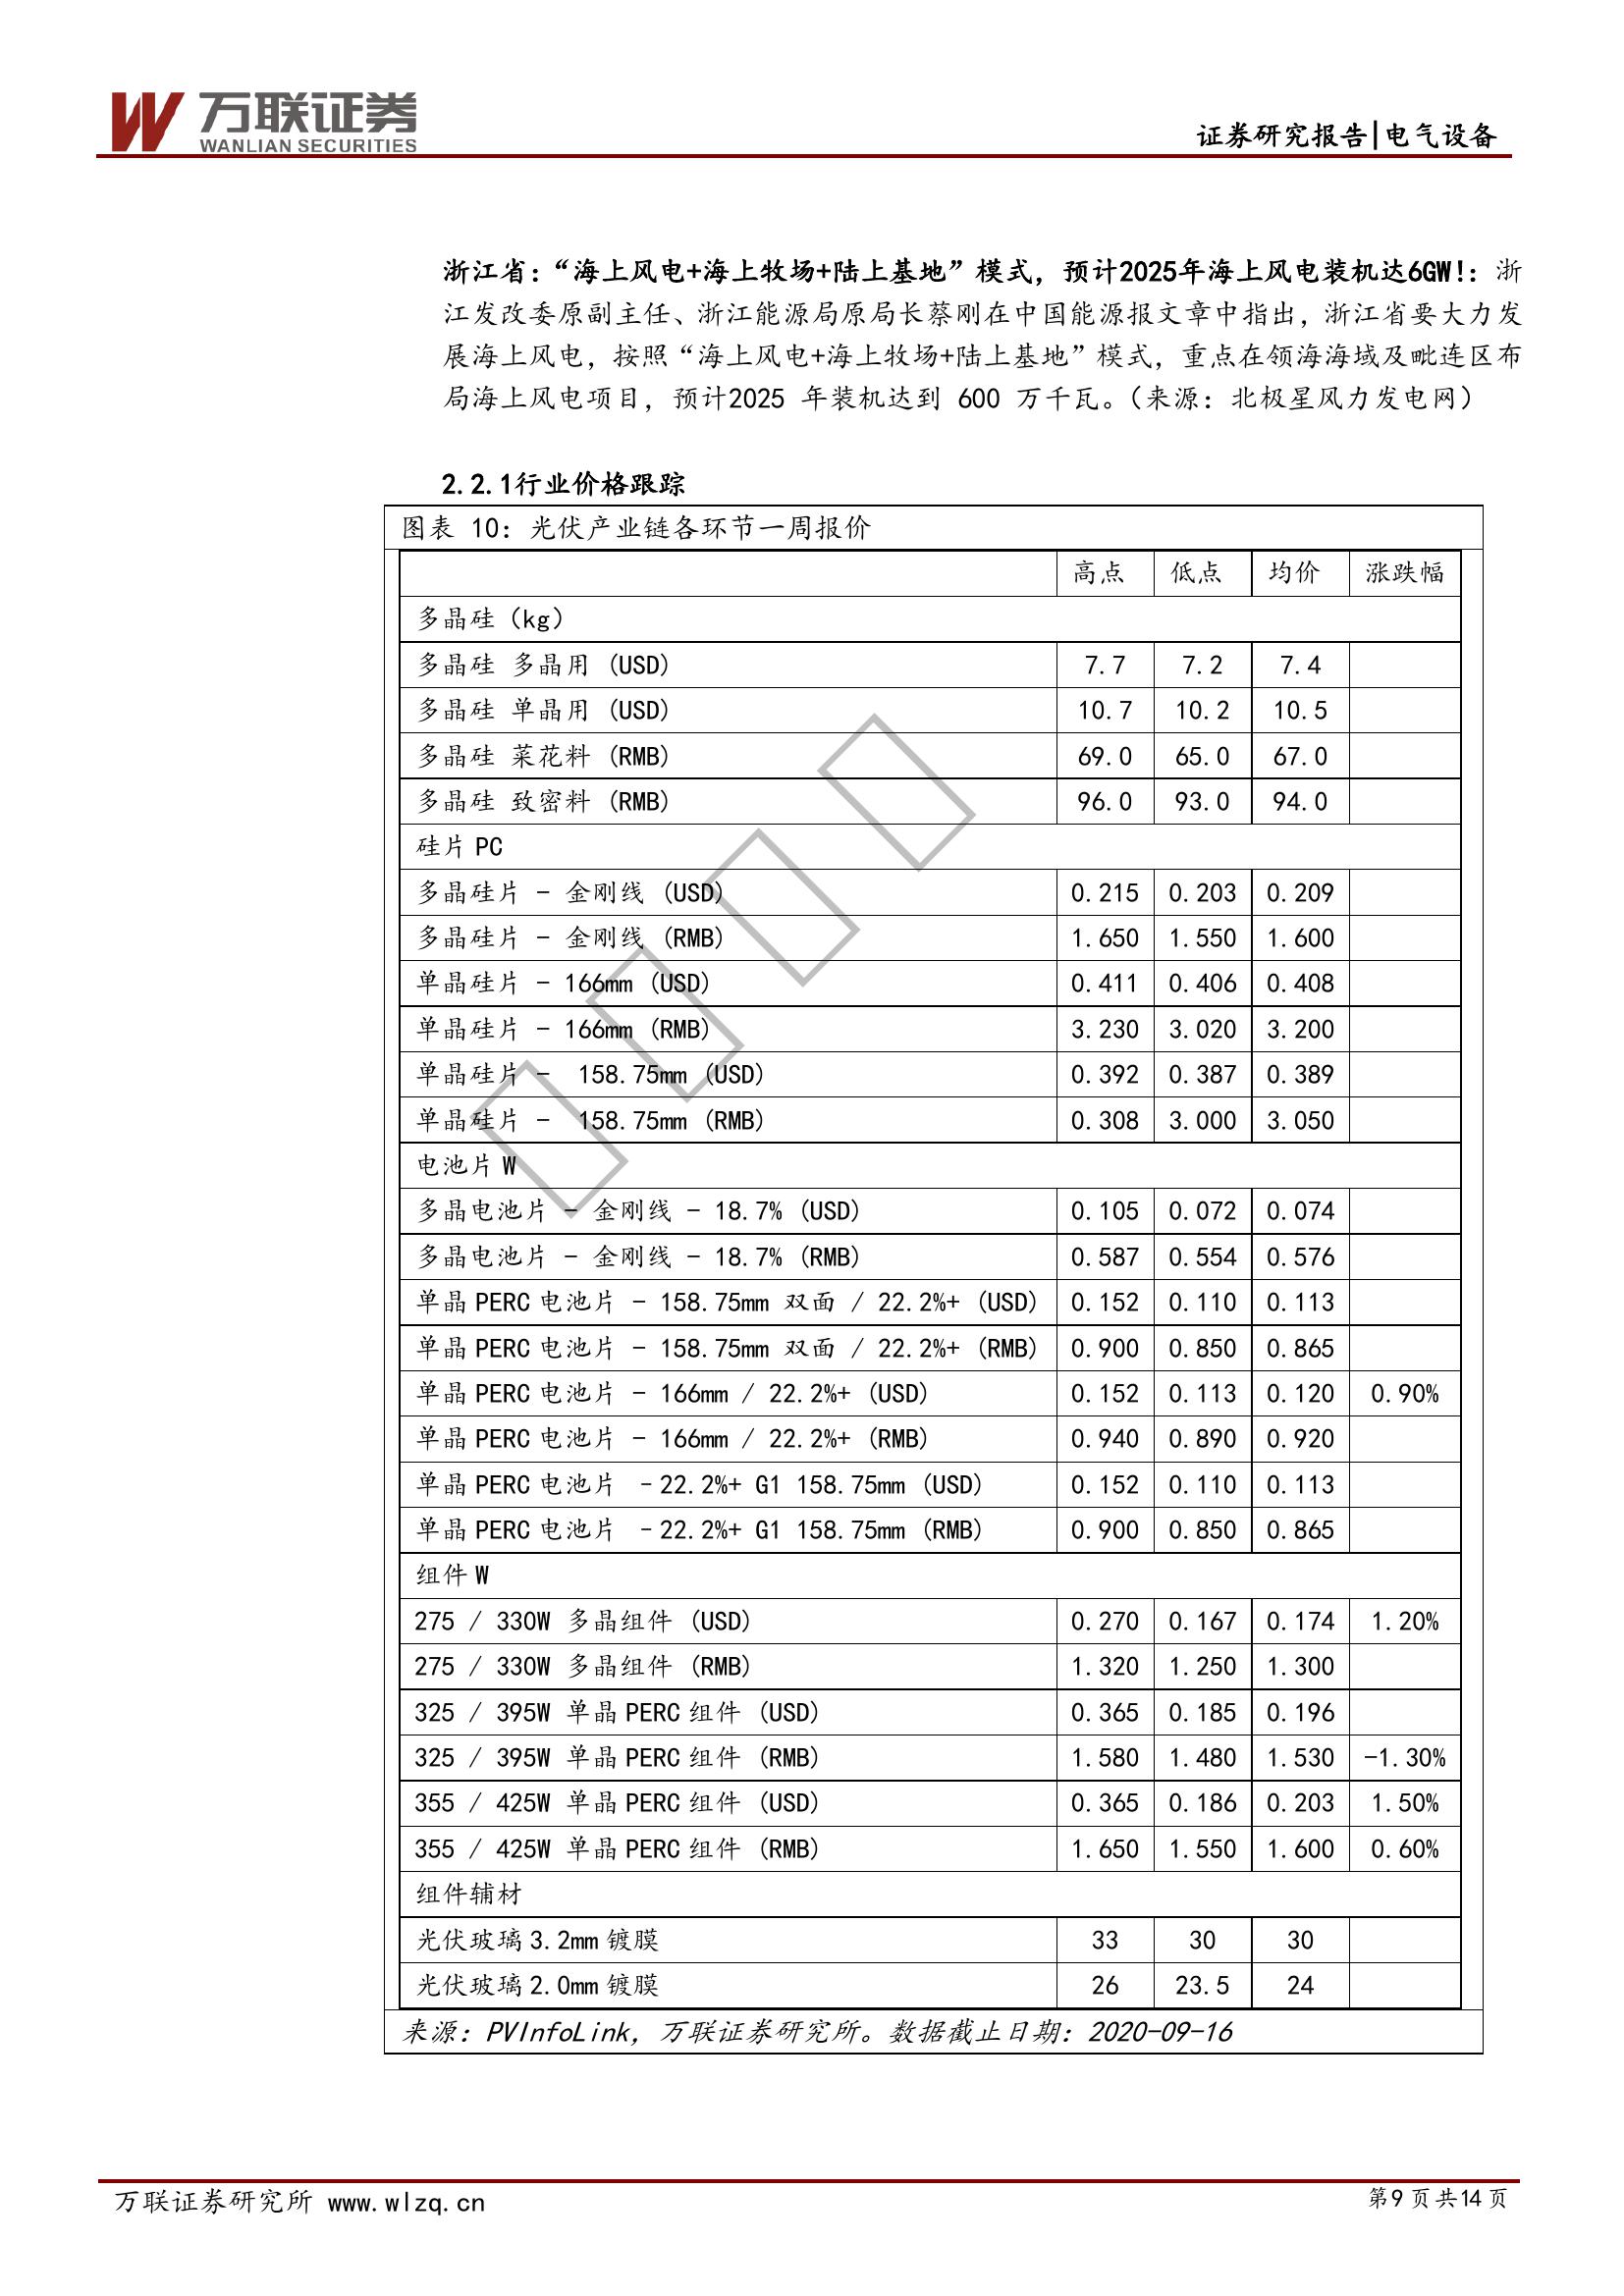 万联证券
WANLIAN SECURITIES
证券研究报告|电气设备
浙江省：“海上风电+海上牧场+陆上基地”模式，预计2025年海上风电装机达6GW!：浙
江发改委原副主任、浙江能源局原局长蔡刚在中国能源报文章中指出，浙江省要大力发
展海上风电，按照“海上风电+海上牧场+陆上基地”模式，重点在领海海域及毗连区布
局海上风电项目，预计2025 年装机达到 600 万千瓦。（来源：北极星风力发电网）
2.2.1行业价格跟踪
图表 10：光伏产业链各环节一周报价
高点 低点 均价 涨跌幅
多晶硅（kg）
多晶硅 多晶用 (USD) 7.7 7.2 7.4
多晶硅 单晶用 (USD) 10.7 10.2 10.5
多晶硅 菜花料 (RMB) 69.0 65.0 67.0
多晶硅 致密料 (RMB) 96.0 93.0 94.0
硅片 PC
多晶硅片 - 金刚线 (USD) 0.215 0.203 0.209
多晶硅片 - 金刚线 (RMB) 1.650 1.550 1.600
单晶硅片 - 166mm (USD) 0.411 0.406 0.408
单晶硅片 - 166mm (RMB) 3.230 3.020 3.200
单晶硅片 - 158.75mm (USD) 0.392 0.387 0.389
单晶硅片 - 158.75mm (RMB) 0.308 3.000 3.050
电池片 W
多晶电池片 - 金刚线 - 18.7% (USD) 0.105 0.072 0.074
多晶电池片 - 金刚线 - 18.7% (RMB) 0.587 0.554 0.576
单晶 PERC 电池片 - 158.75mm 双面 / 22.2%+ (USD) 0.152 0.110 0.113
单晶 PERC 电池片 - 158.75mm 双面 / 22.2%+ (RMB) 0.900 0.850 0.865
单晶 PERC 电池片 - 166mm / 22.2%+ (USD) 0.152 0.113 0.120 0.90%
单晶 PERC 电池片 - 166mm / 22.2%+ (RMB) 0.940 0.890 0.920
单晶 PERC 电池片 -22.2%+ G1 158.75mm (USD) 0.152 0.110 0.113
单晶 PERC 电池片 -22.2%+ G1 158.75mm (RMB) 0.900 0.850 0.865
组件 W
275 / 330W 多晶组件 (USD) 0.270 0.167 0.174 1.20%
275 / 330W 多晶组件 (RMB) 1.320 1.250 1.300
325 / 395W 单晶 PERC 组件 (USD) 0.365 0.185 0.196
325 / 395W 单晶 PERC 组件 (RMB) 1.580 1.480 1.530 -1.30%
355 / 425W 单晶 PERC 组件 (USD) 0.365 0.186 0.203 1.50%
355 / 425W 单晶 PERC 组件 (RMB) 1.650 1.550 1.600 0.60%
组件辅材
光伏玻璃 3.2mm 镀膜 33 30 30
光伏玻璃 2.0mm 镀膜 26 23.5 24
来源：PVInfoLink，万联证券研究所。数据截止日期：2020-09-16
万联证券研究所 www.wlzq.cn
第 9 页 共 14 页